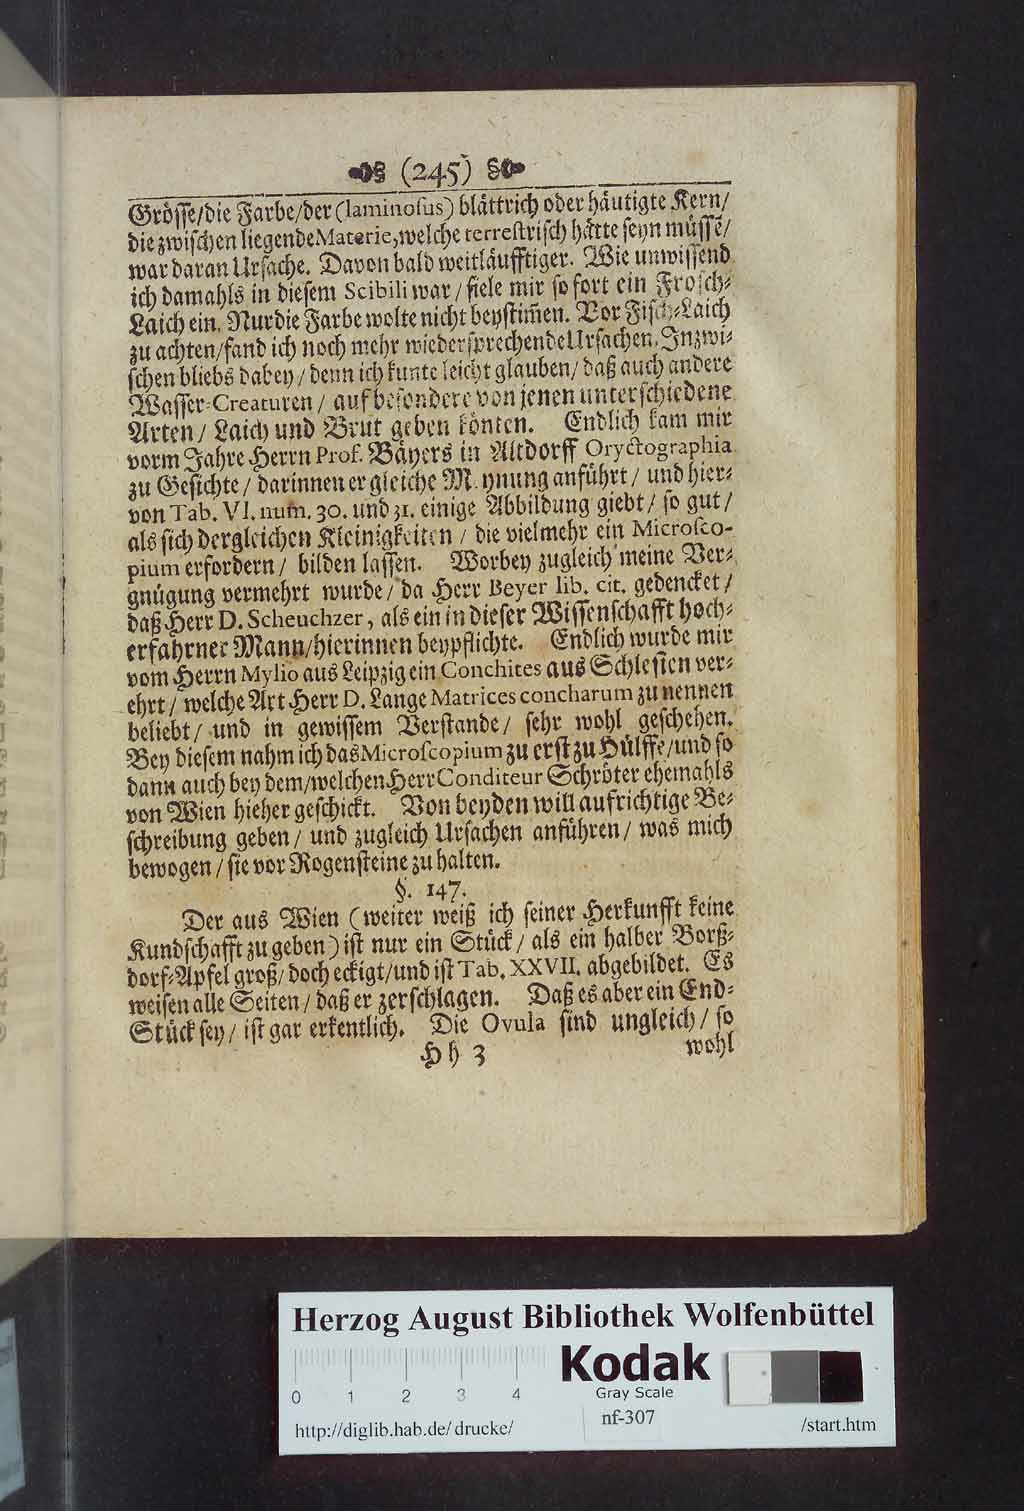 (245)
Grösse/die Farbe/der (laminosus) blättrich oder häutigte Kern/
die zwischen liegende Materie, welche terrestrisch hätte seyn müssē/
war daran Ursache. Davon bald weitläufftiger. Wie unwissend
ich damahls in diesem Scibili war / fiele mir so fort ein Frosch-
Laich ein. Nur die Farbe wolte nicht beystim̄en. Vor Fisch-Laich
zu achten/fand ich noch mehr wiedersprechende Ursachen. Inzwi-
schen bliebs dabey / denn ich kunte leicht glauben/ daß auch andere
Wasser-Creaturen / auf besondere von jenen unterschiedene
Arten / Laich und Brut geben könten. Endlich kam mir
vorm Jahre Herrn Prof. Bäyers in Altdorff Oryctographia
zu Gesichte / darinnen er gleiche Meynung anführt / und hier-
von Tab. VI. num. 30. und 31. einige Abbildung giebt / so gut /
als sich dergleichen Kleinigkeiten / die vielmehr ein Microsco-
pium erfordern / bilden lassen. Worbey zugleich meine Ver-
gnügung vermehrt wurde / da Herr Beyer lib. cit. gedencket /
daß Herr D. Scheuchzer, als ein in dieser Wissenschafft hoch-
erfahrner Mann/hierinnen beypflichte. Endlich wurde mir
vom Herrn Mylio aus Leipzig ein Conchites aus Schlesien ver-
ehrt / welche Art Herr D. Lange Matrices concharum zu nennen
beliebt / und in gewissem Verstande / sehr wohl geschehen.
Bey diesem nahm ich das Microscopium zu erst zu Hülffe/und so
dann auch bey dem/welchen Herr Conditeur Schröter ehemahls
von Wien hieher geschickt. Von beyden will aufrichtige Be-
schreibung geben / und zugleich Ursachen anführen / was mich
bewogen / sie vor Rogensteine zu halten.
§. 147.
Der aus Wien (weiter weiß ich seiner Herkunfft keine
Kundschafft zu geben) ist nur ein Stück / als ein halber Borß-
dorf-Apfel groß/ doch eckigt/und ist Tab. XXVII. abgebildet. Es
weisen alle Seiten / daß er zerschlagen. Daß es aber ein End-
Stück sey / ist gar erkentlich. Die Ovula sind ungleich / so
Hh 3 wohl
Herzog August Bibliothek Wolfenbüttel
0 1 2 3 4
Kodak
Gray Scale
nf-307
http://diglib.hab.de/drucke/ /start.htm